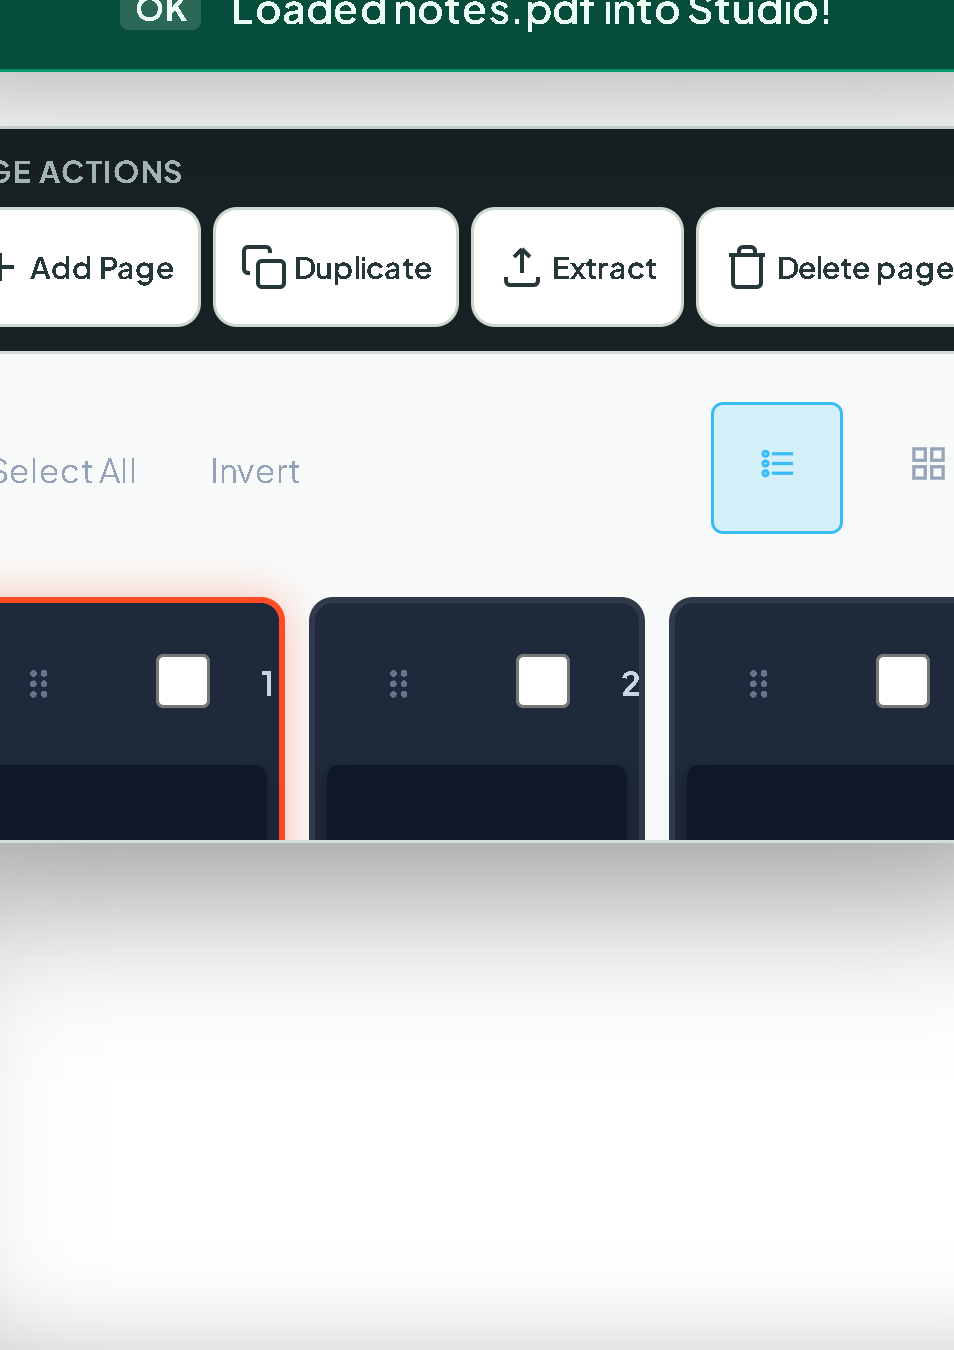 OK Loaded notes.pdf into Studio!
GE ACTIONS
Add Page Duplicate Extract Delete page
Select All Invert
1 2